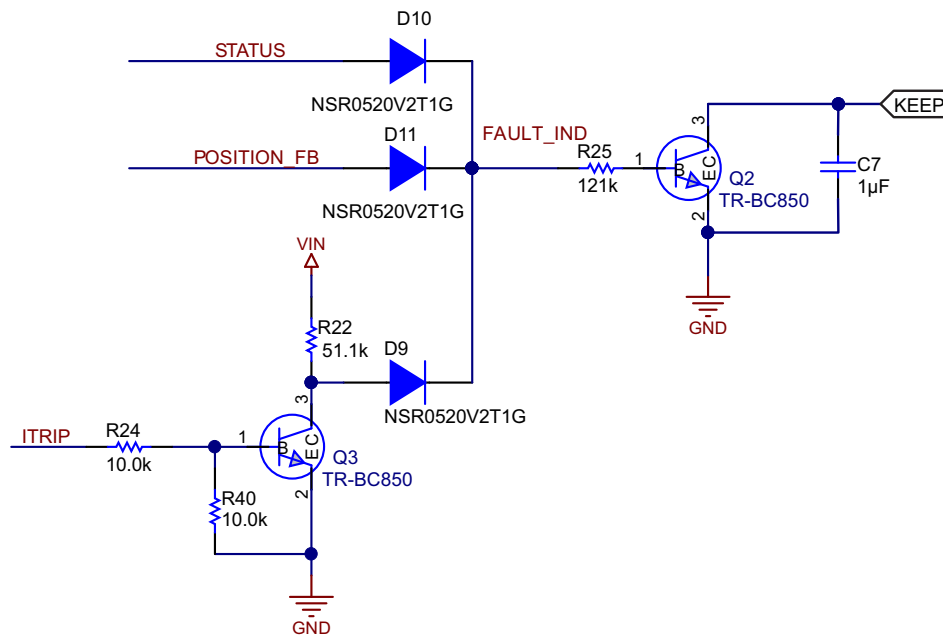 D10
STATUS
NSR0520V2T1G
D11
POSITION_FB
NSR0520V2T1G
FAULT_IND
R25
121k
1
B
E C
3
2
Q2
TR-BC850
KEEP
C7
1µF
GND
VIN
R22
51.1k
D9
NSR0520V2T1G
ITRIP
R24
10.0k
1
B
E C
3
2
Q3
TR-BC850
R40
10.0k
GND